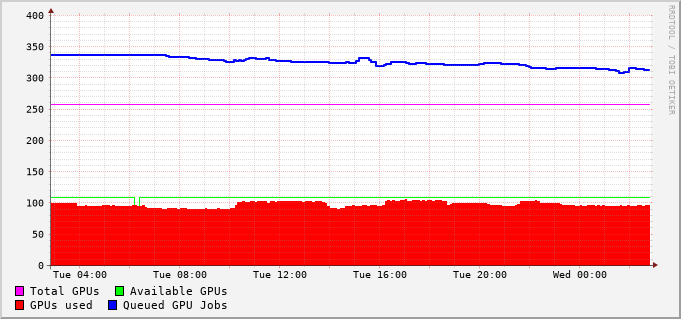 400
350
300
250
200
150
100
50
0
Tue 04:00 Tue 08:00 Tue 12:00 Tue 16:00 Tue 20:00 Wed 00:00
Total GPUs Available GPUs
GPUs used Queued GPU Jobs
RRDTOOL / TOBI OETIKER